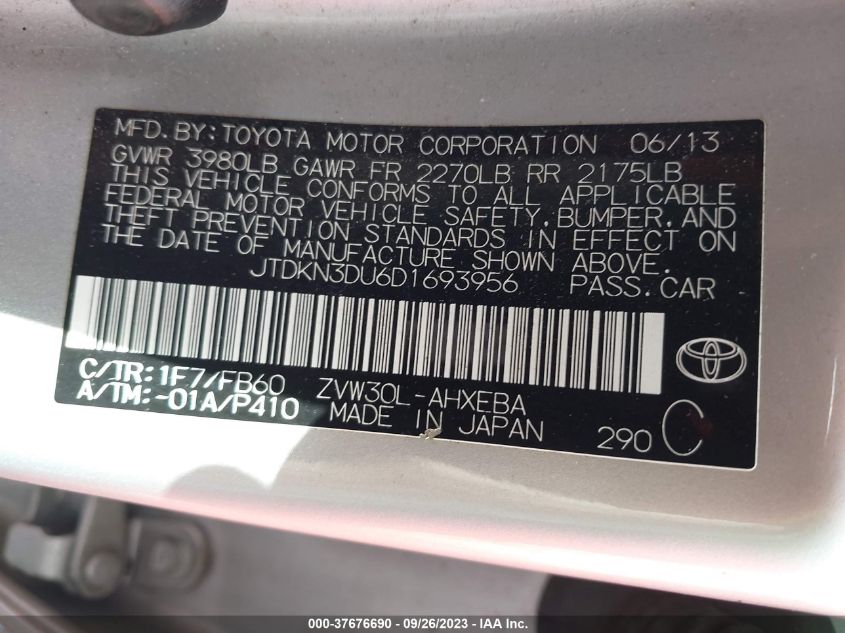 MFD. BY: TOYOTA MOTOR CORPORATION 06/13
GVWR 3980LB GAWR FR 2270LB RR 2175LB
THIS VEHICLE CONFORMS TO ALL APPLICABLE
FEDERAL MOTOR VEHICLE SAFETY, BUMPER, AND
THEFT PREVENTION STANDARDS IN EFFECT ON
THE DATE OF MANUFACTURE SHOWN ABOVE.
JTDKN3DU6D1693956 PASS. CAR
C/TR: 1F7/FB60 ZVW30L-AHXEBA
A/TM: -01A/P410 MADE IN JAPAN 290 C
000-37676690 - 09/26/2023 - IAA Inc.